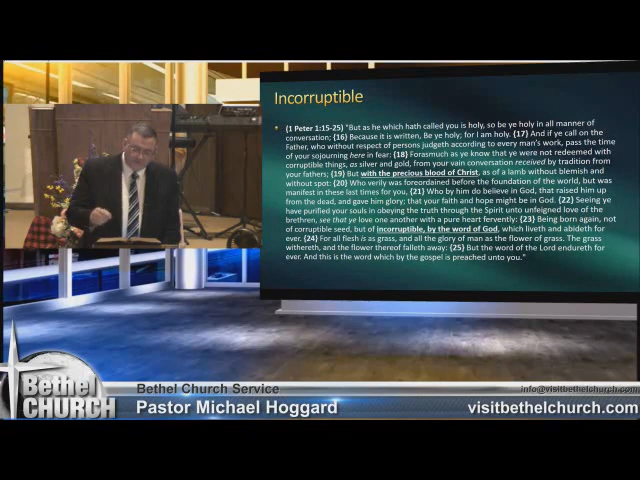 Incorruptible
• (1 Peter 1:15-25) "But as he which hath called you is holy, so be ye holy in all manner of
conversation; {16} Because it is written, Be ye holy; for I am holy. {17} And if ye call on the
Father, who without respect of persons judgeth according to every man's work, pass the
time of your sojourning here in fear: {18} Forasmuch as ye know that ye were not redeemed with
corruptible things, as silver and gold, from your vain conversation received by tradition from
your fathers; {19} But with the precious blood of Christ, as of a lamb without blemish and
without spot: {20} Who verily was foreordained before the foundation of the world, but was
manifest in these last times for you, {21} Who by him do believe in God, that raised him up
from the dead, and gave him glory; that your faith and hope might be in God. {22} Seeing ye
have purified your souls in obeying the truth through the Spirit unto unfeigned love of the
brethren, see that ye love one another with a pure heart fervently: {23} Being born again, not
of corruptible seed, but of incorruptible, by the word of God, which liveth and abideth for
ever. {24} For all flesh is as grass, and all the glory of man as the flower of grass. The grass
withereth, and the flower thereof falleth away: {25} But the word of the Lord endureth for
ever. And this is the word which by the gospel is preached unto you."
Bethel
CHURCH
Bethel Church Service
info@visitbethelchurch.com
Pastor Michael Hoggard
visitbethelchurch.com